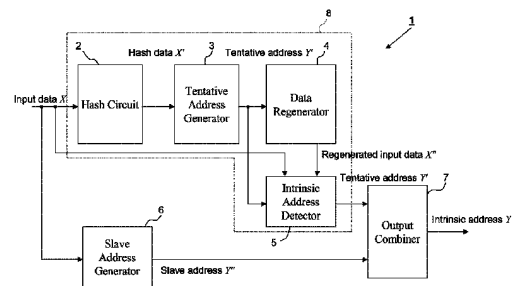 8
1
Hash data X'
Tentative address Y'
2
3
4
Input data X
Hash Circuit
Tentative
Address
Generator
Data
Regenerator
Regenerated input data X"
Tentative address Y'
7
6
Intrinsic
Address
Detector
5
Output
Combiner
Intrinsic address Y
Slave
Address
Generator
Slave address Y"